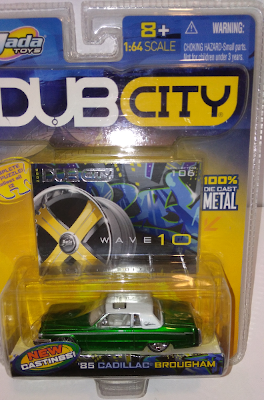 Jada
TOYS
8+
1:64 SCALE
WARNING:
CHOKING HAZARD-Small parts.
Not for children under 3 years.
DUB CITY
106
100%
DIE CAST
METAL
WAVE 10
NEW
CASTINGS!
'85 CADILLAC BROUGHAM